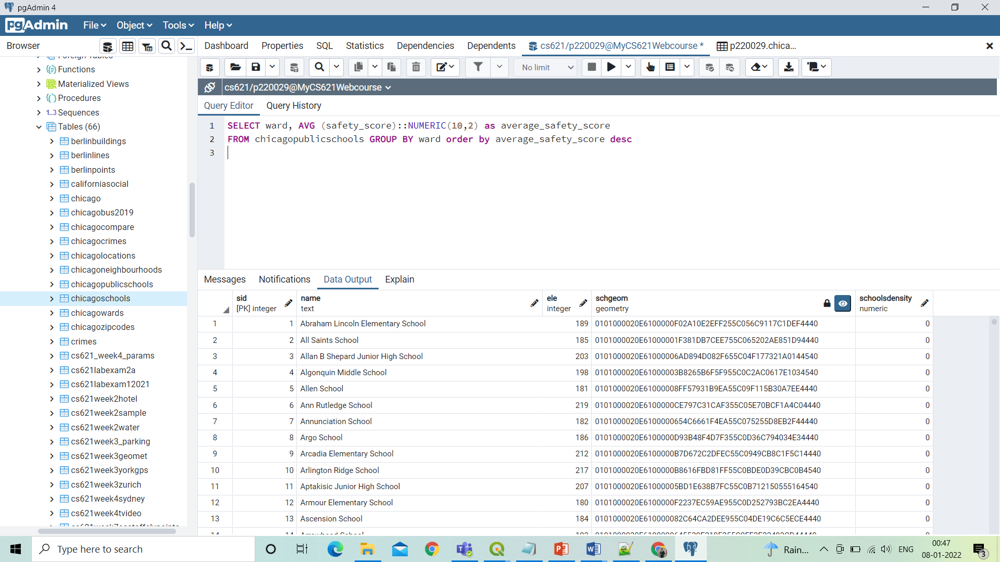 pgAdmin 4
pgAdmin File Object Tools Help
Browser
Dashboard Properties SQL Statistics Dependencies Dependents cs621/p220029@MyCS621Webcourse * p220029.chica...
No limit
cs621/p220029@MyCS621Webcourse
Query Editor Query History
1 SELECT ward, AVG (safety_score)::NUMERIC(10,2) as average_safety_score
2 FROM chicagopublicschools GROUP BY ward order by average_safety_score desc
3
Foreign Tables
Functions
Materialized Views
Procedures
1..3 Sequences
Tables (66)
berlinbuildings
berlinlines
berlinpoints
californiasocial
chicago
chicagobus2019
chicagocompare
chicagocrimes
chicagolocations
chicagoneighbourhoods
chicagopublicschools
chicagoschools
chicagowards
chicagozipcodes
crimes
cs621_week4_params
cs621labexam2a
cs621labexam12021
cs621week2hotel
cs621week2sample
cs621week2water
cs621week3_parking
cs621week3geomet
cs621week3yorkgps
cs621week3zurich
cs621week4sydney
cs621week4tvideo
Messages Notifications Data Output Explain
sid [PK] integer name text ele integer schgeom geometry schoolsdensity numeric
1 1 Abraham Lincoln Elementary School 189 0101000020E6100000F02A10E2EFF255C056C9117C1DEF4440 0
2 2 All Saints School 185 0101000020E61000001F381DB7CEE755C065202AE851D94440 0
3 3 Allan B Shepard Junior High School 203 0101000020E61000006AD894D082F655C04F177321A0144540 0
4 4 Algonquin Middle School 198 0101000020E61000003B8265B6F5F955C0C2AC0617E1034540 0
5 5 Allen School 181 0101000020E61000008FF57931B9EA55C09F115B30A7EE4440 0
6 6 Ann Rutledge School 219 0101000020E6100000CE797C31CAF355C05E70BCF1A4C04440 0
7 7 Annunciation School 182 0101000020E6100000654C6661F4EA55C075255D8EB2F44440 0
8 8 Argo School 186 0101000020E6100000D93B48F4D7F355C0D36C794034E34440 0
9 9 Arcadia Elementary School 212 0101000020E6100000B7D672C2DFEC55C0949CB8C1F5C14440 0
10 10 Arlington Ridge School 217 0101000020E6100000B8616FBD81FF55C0BDE0D39CBC0B4540 0
11 11 Aptakisic Junior High School 207 0101000020E61000005BD1E638B7FC55C0B712150555164540 0
12 12 Armour Elementary School 180 0101000020E6100000F2237EC59AE955C0D252793BC2EA4440 0
13 13 Ascension School 184 0101000020E610000082C64CA2DEE955C04DE19C6C5ECE4440 0
Type here to search
Rain... ENG 00:47
08-01-2022 3